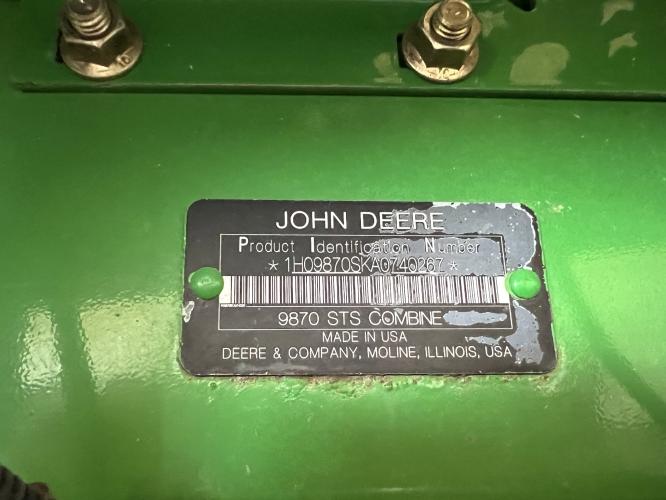 JOHN DEERE
Product Identification Number
*1H09870SKA0740267*
9870 STS COMBINE
MADE IN USA
DEERE & COMPANY, MOLINE, ILLINOIS, USA